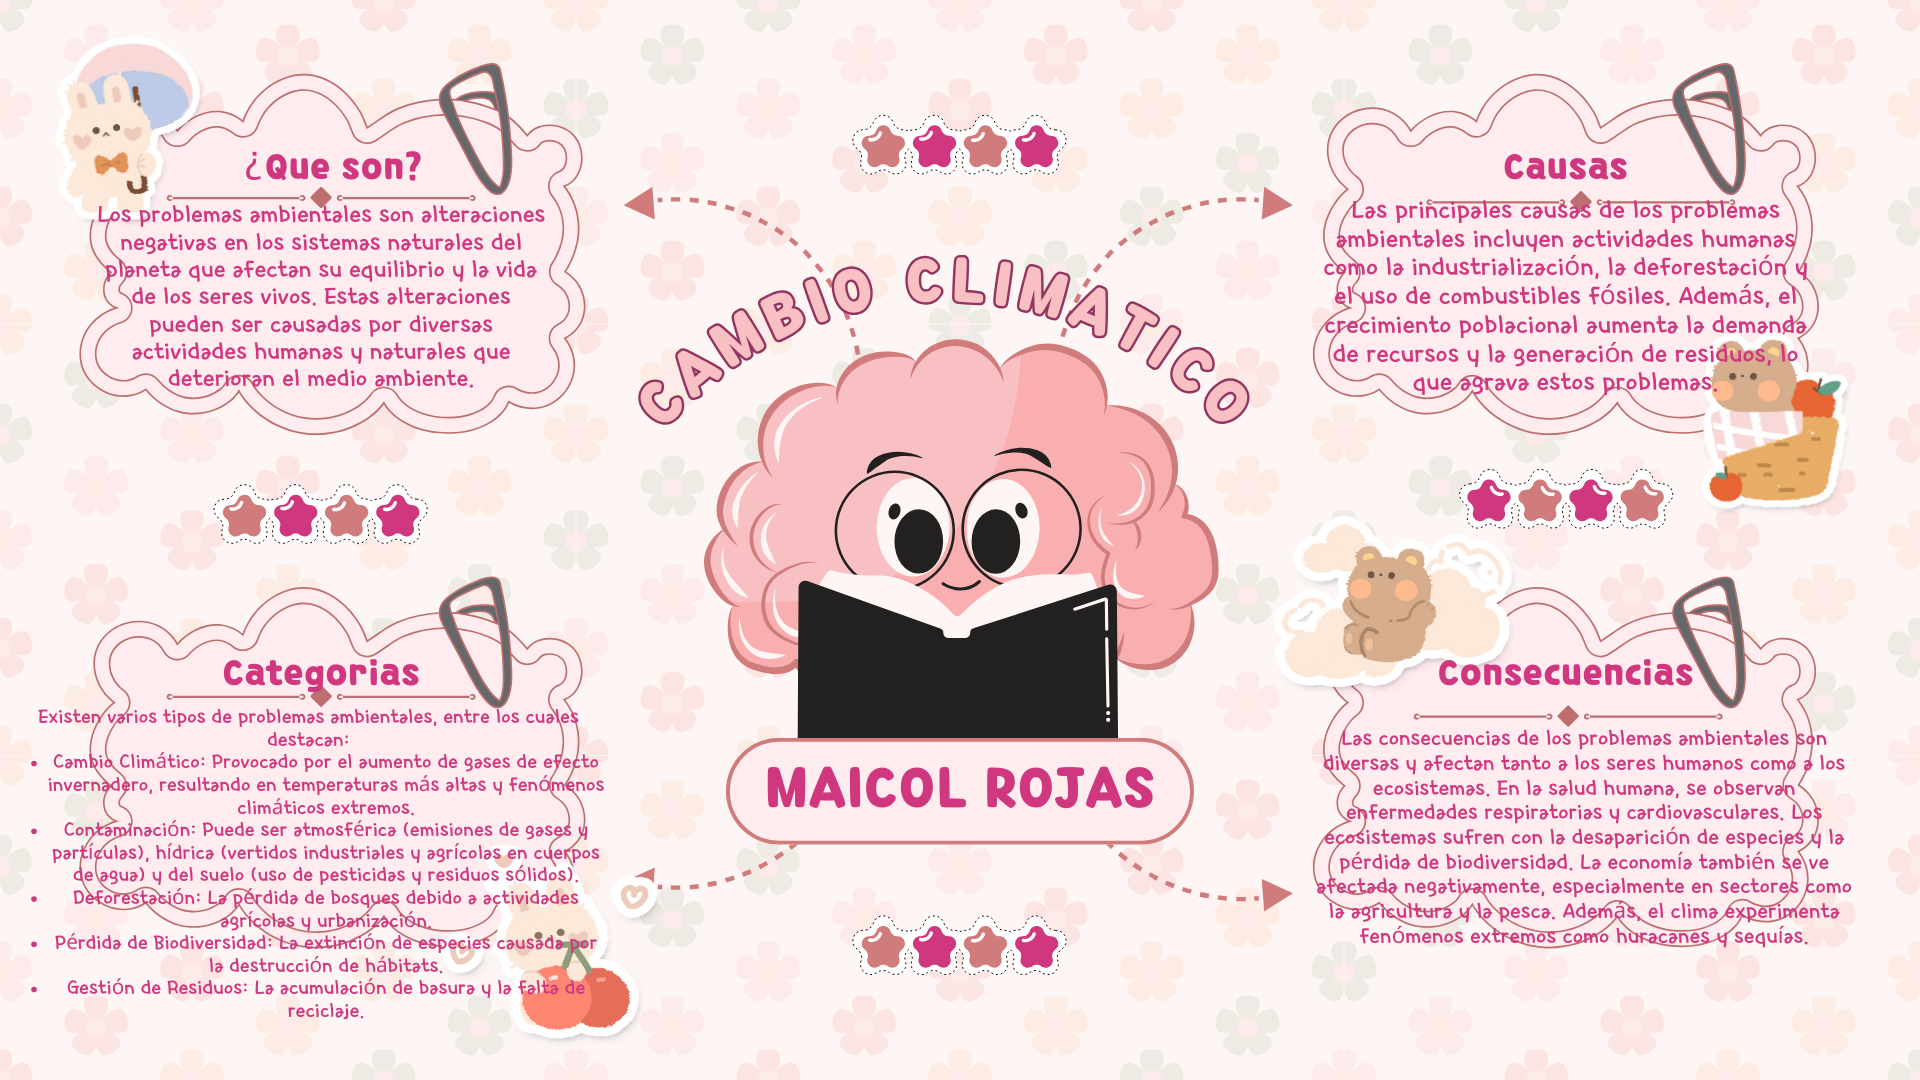 ¿Que son?
Los problemas ambientales son alteraciones
negativas en los sistemas naturales del
planeta que afectan su equilibrio y la vida
de los seres vivos. Estas alteraciones
pueden ser causadas por diversas
actividades humanas y naturales que
deterioran el medio ambiente.
CAMBIO CLIMATICO
MAICOL ROJAS
Causas
Las principales causas de los problemas
ambientales incluyen actividades humanas
como la industrialización, la deforestación y
el uso de combustibles fósiles. Además, el
crecimiento poblacional aumenta la demanda
de recursos y la generación de residuos, lo
que agrava estos problemas.
Categorias
Existen varios tipos de problemas ambientales, entre los cuales
destacan:
• Cambio Climático: Provocado por el aumento de gases de efecto
invernadero, resultando en temperaturas más altas y fenómenos
climáticos extremos.
• Contaminación: Puede ser atmosférica (emisiones de gases y
partículas), hídrica (vertidos industriales y agrícolas en cuerpos
de agua) y del suelo (uso de pesticidas y residuos sólidos).
• Deforestación: La pérdida de bosques debido a actividades
agrícolas y urbanización.
• Pérdida de Biodiversidad: La extinción de especies causada por
la destrucción de hábitats.
• Gestión de Residuos: La acumulación de basura y la falta de
reciclaje.
Consecuencias
Las consecuencias de los problemas ambientales son
diversas y afectan tanto a los seres humanos como a los
ecosistemas. En la salud humana, se observan
enfermedades respiratorias y cardiovasculares. Los
ecosistemas sufren con la desaparición de especies y la
pérdida de biodiversidad. La economía también se ve
afectada negativamente, especialmente en sectores como
la agricultura y la pesca. Además, el clima experimenta
fenómenos extremos como huracanes y sequías.